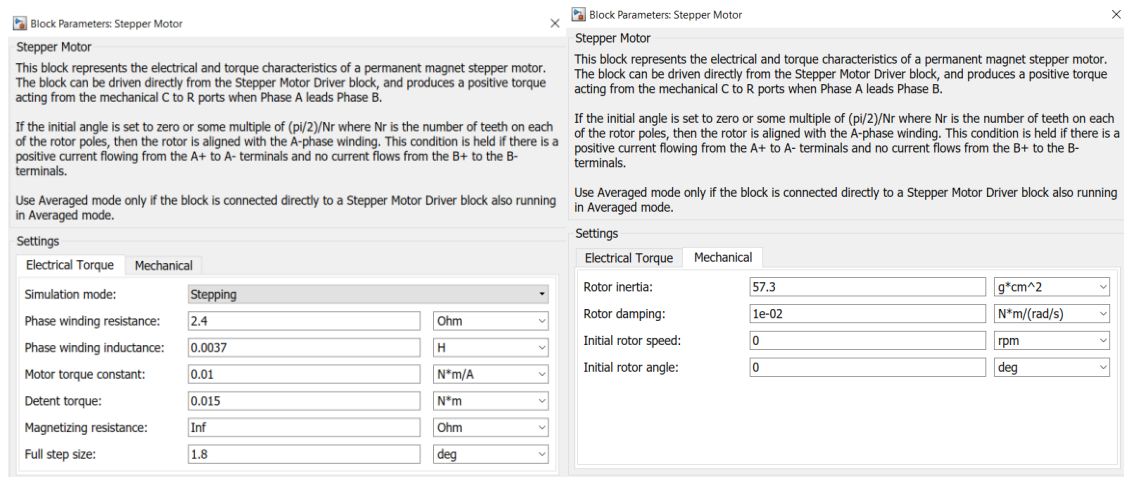 Block Parameters: Stepper Motor
Stepper Motor
This block represents the electrical and torque characteristics of a permanent magnet stepper motor.
The block can be driven directly from the Stepper Motor Driver block, and produces a positive torque
acting from the mechanical C to R ports when Phase A leads Phase B.
If the initial angle is set to zero or some multiple of (pi/2)/Nr where Nr is the number of teeth on each
of the rotor poles, then the rotor is aligned with the A-phase winding. This condition is held if there is a
positive current flowing from the A+ to A- terminals and no current flows from the B+ to the B-
terminals.
Use Averaged mode only if the block is connected directly to a Stepper Motor Driver block also running
in Averaged mode.
Settings
Electrical Torque Mechanical
Simulation mode: Stepping
Phase winding resistance: 2.4 Ohm
Phase winding inductance: 0.0037 H
Motor torque constant: 0.01 N*m/A
Detent torque: 0.015 N*m
Magnetizing resistance: Inf Ohm
Full step size: 1.8 deg
Block Parameters: Stepper Motor
Stepper Motor
This block represents the electrical and torque characteristics of a permanent magnet stepper motor.
The block can be driven directly from the Stepper Motor Driver block, and produces a positive torque
acting from the mechanical C to R ports when Phase A leads Phase B.
If the initial angle is set to zero or some multiple of (pi/2)/Nr where Nr is the number of teeth on each
of the rotor poles, then the rotor is aligned with the A-phase winding. This condition is held if there is a
positive current flowing from the A+ to A- terminals and no current flows from the B+ to the B-
terminals.
Use Averaged mode only if the block is connected directly to a Stepper Motor Driver block also running
in Averaged mode.
Settings
Electrical Torque Mechanical
Rotor inertia: 57.3 g*cm^2
Rotor damping: 1e-02 N*m/(rad/s)
Initial rotor speed: 0 rpm
Initial rotor angle: 0 deg